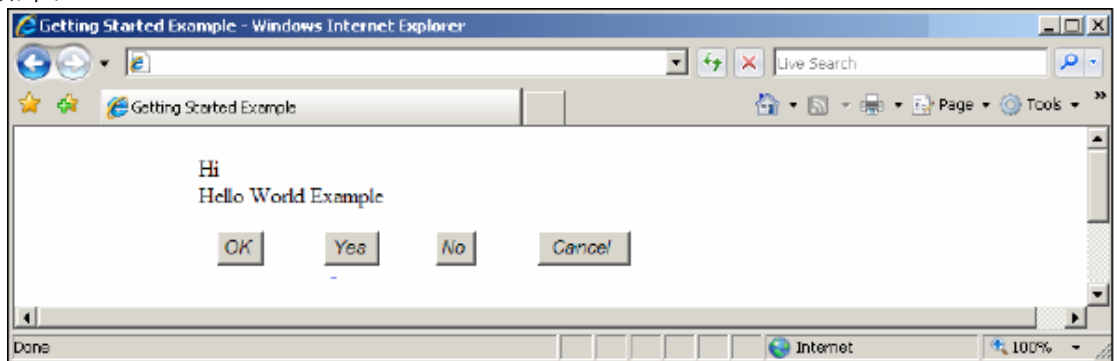 Getting Started Example - Windows Internet Explorer
Live Search
Getting Started Example
Page
Tools
»
Hi
Hello World Example
OK Yes No Cancel
Done
Internet
100%